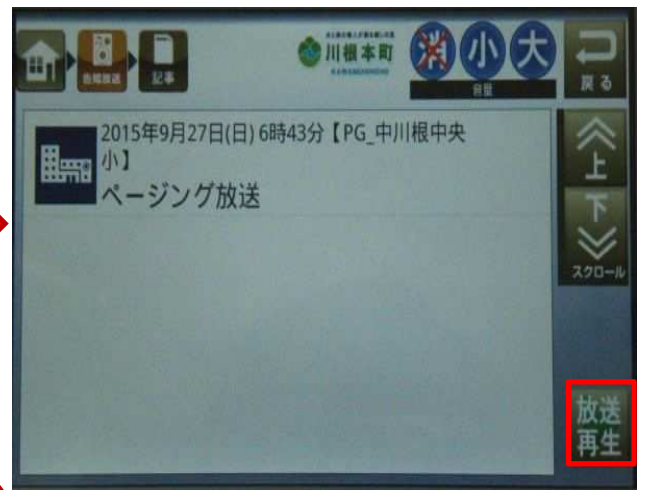 告知放送
記事
川根本町
消
小
大
音量
戻る
2015年9月27日(日) 6時43分【PG_中川根中央
小】
ページング放送
上
下
スクロール
放送
再生